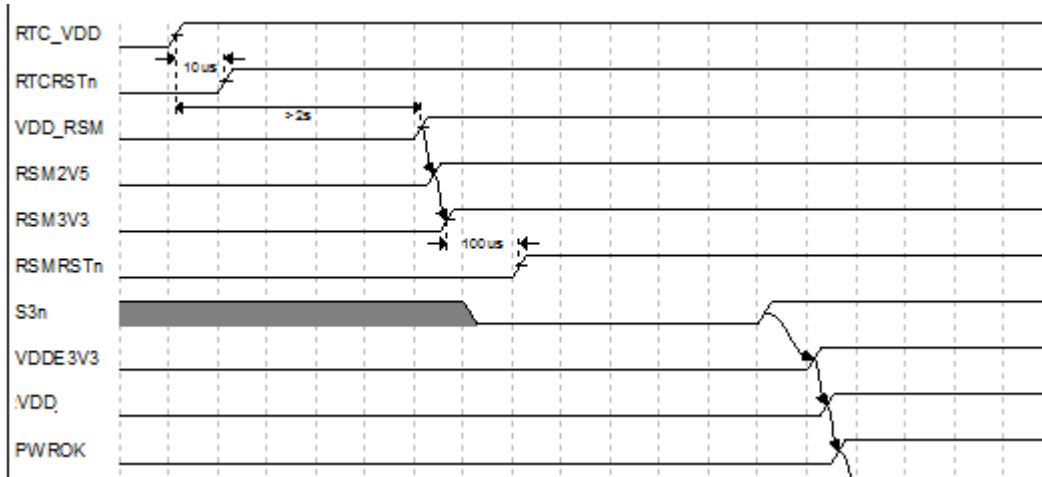 RTC_VDD
10us
RTCRSTn
>2s
VDD_RSM
RSM2V5
RSM3V3
100us
RSMRSTn
S3n
VDDE3V3
VDD
PWROK